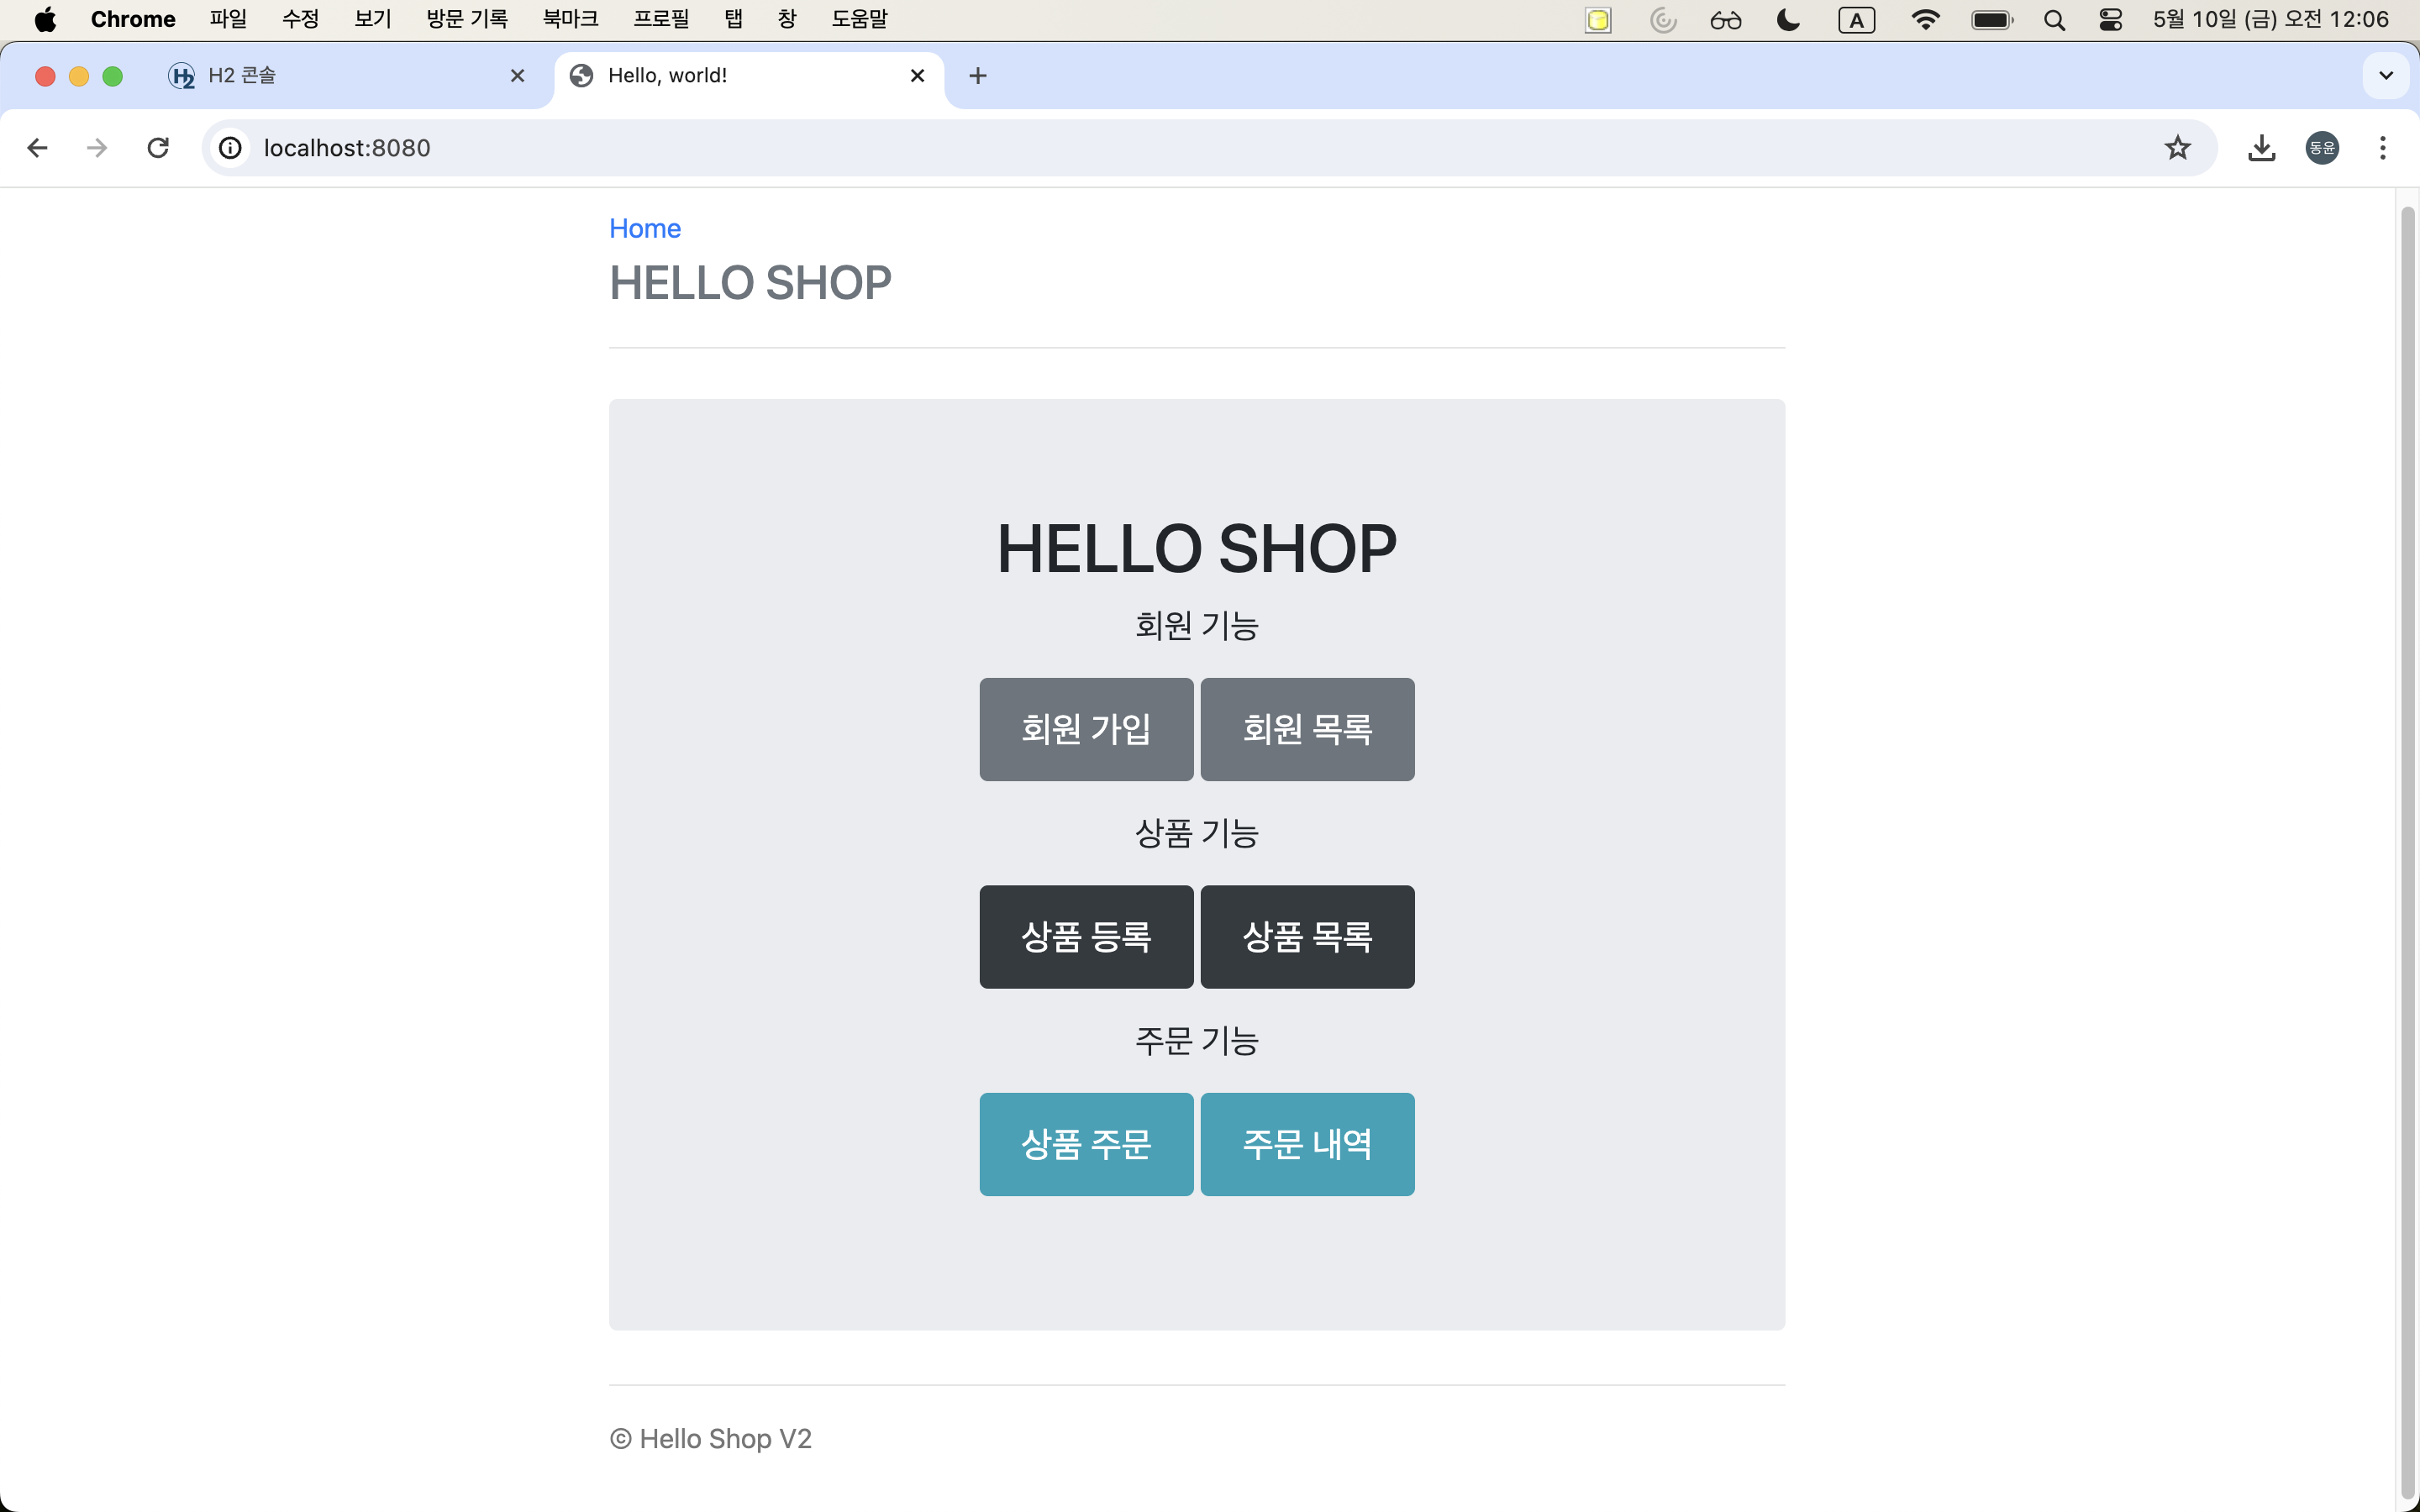 Chrome 파일 수정 보기 방문 기록 북마크 프로필 탭 창 도움말 A 5월 10일 (금) 오전 12:06
H2 콘솔 Hello, world!
localhost:8080 동윤
Home
HELLO SHOP
HELLO SHOP
회원 기능
회원 가입 회원 목록
상품 기능
상품 등록 상품 목록
주문 기능
상품 주문 주문 내역
© Hello Shop V2